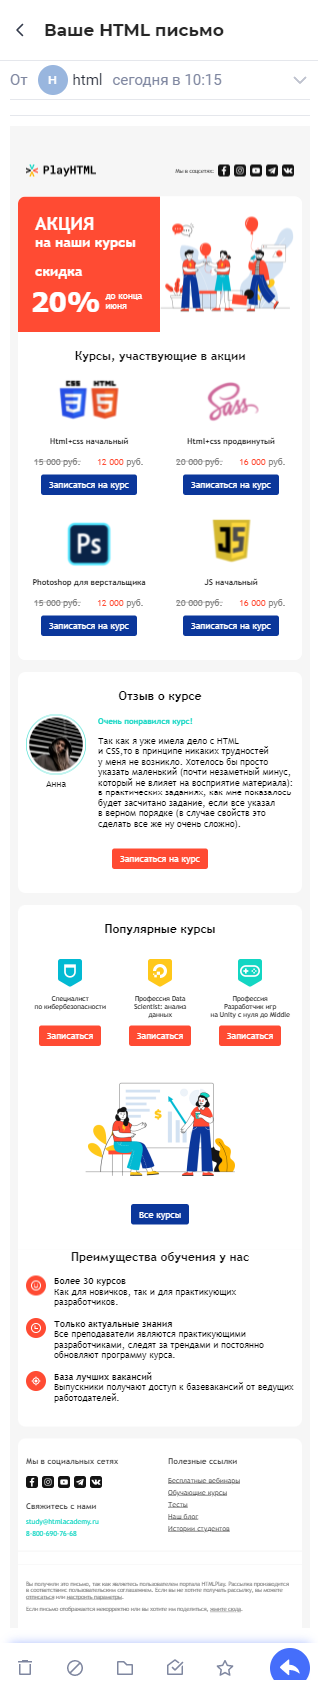 Ваше HTML письмо
От H html сегодня в 10:15
PlayHTML
Мы в соцсетях:
АКЦИЯ
на наши курсы
скидка
20% до конца
июня
Курсы, участвующие в акции
CSS HTML
Sass
Html+css начальный
Html+css продвинутый
15 000 руб. 12 000 руб.
20 000 руб. 16 000 руб.
Записаться на курс
Записаться на курс
Ps
JS
Photoshop для верстальщика
JS начальный
15 000 руб. 12 000 руб.
20 000 руб. 16 000 руб.
Записаться на курс
Записаться на курс
Отзыв о курсе
Анна
Очень понравился курс!
Так как я уже имела дело с HTML
и CSS,то в принципе никаких трудностей
у меня не возникло. Хотелось бы просто
указать маленький (почти незаметный минус,
который не влияет на восприятие материала):
в практических заданиях, как мне показалось
будет засчитано задание, если все указал
в верном порядке (в случае свойств это
сделать все же ну очень сложно).
Записаться на курс
Популярные курсы
Специалист
по кибербезопасности
Профессия Data
Scientist: анализ
данных
Профессия
Разработчик игр
на Unity с нуля до Middle
Записаться
Записаться
Записаться
$
Все курсы
Преимущества обучения у нас
Более 30 курсов
Как для новичков, так и для практикующих
разработчиков.
Только актуальные знания
Все преподаватели являются практикующими
разработчиками, следят за трендами и постоянно
обновляют программу курса.
База лучших вакансий
Выпускники получают доступ к базевакансий от ведущих
работодателей.
Мы в социальных сетях
Свяжитесь с нами
study@htmlacademy.ru
8-800-690-76-68
Полезные ссылки
Бесплатные вебинары
Обучающие курсы
Тесты
Наш блог
Истории студентов
Вы получили это письмо, так как являетесь пользователем портала HTMLPlay. Рассылка производится
в соответствии с пользовательским соглашением. Если вы не хотите получать рассылку, вы можете
отписаться или настроить параметры.
Если письмо отображается некорректно или вы хотите им поделиться, жмите сюда.